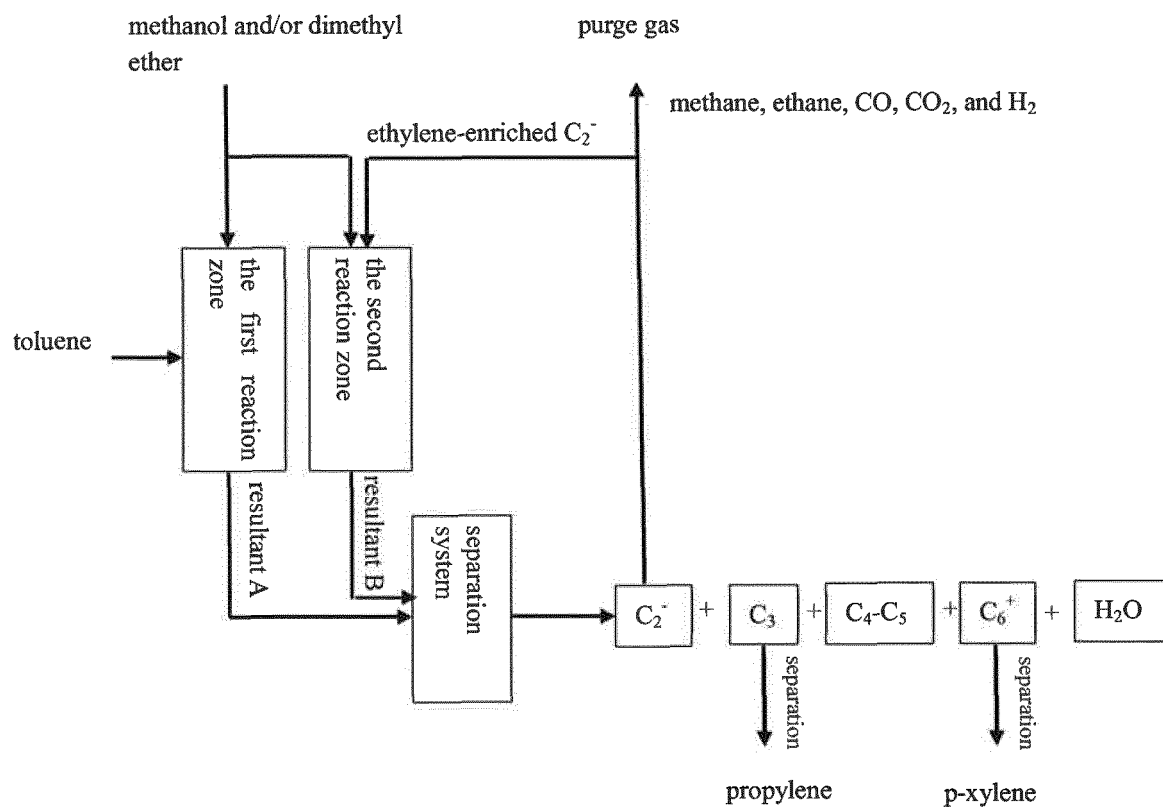 methanol and/or dimethyl
ether
purge gas
methane, ethane, CO, CO₂, and H₂
ethylene-enriched C₂⁻
toluene
the first reaction
zone
the second
reaction zone
resultant A
resultant B
separation
system
C₂⁻ + C₃ + C₄-C₅ + C₆⁺ + H₂O
separation
separation
propylene
p-xylene